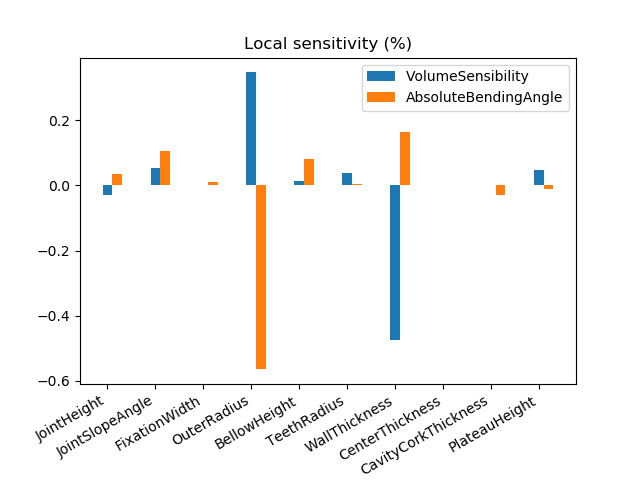 Local sensitivity (%)
VolumeSensibility
AbsoluteBendingAngle
0.2
0.0
−0.2
−0.4
−0.6
JointHeight
JointSlopeAngle
FixationWidth
OuterRadius
BellowHeight
TeethRadius
WallThickness
CenterThickness
CavityCorkThickness
PlateauHeight